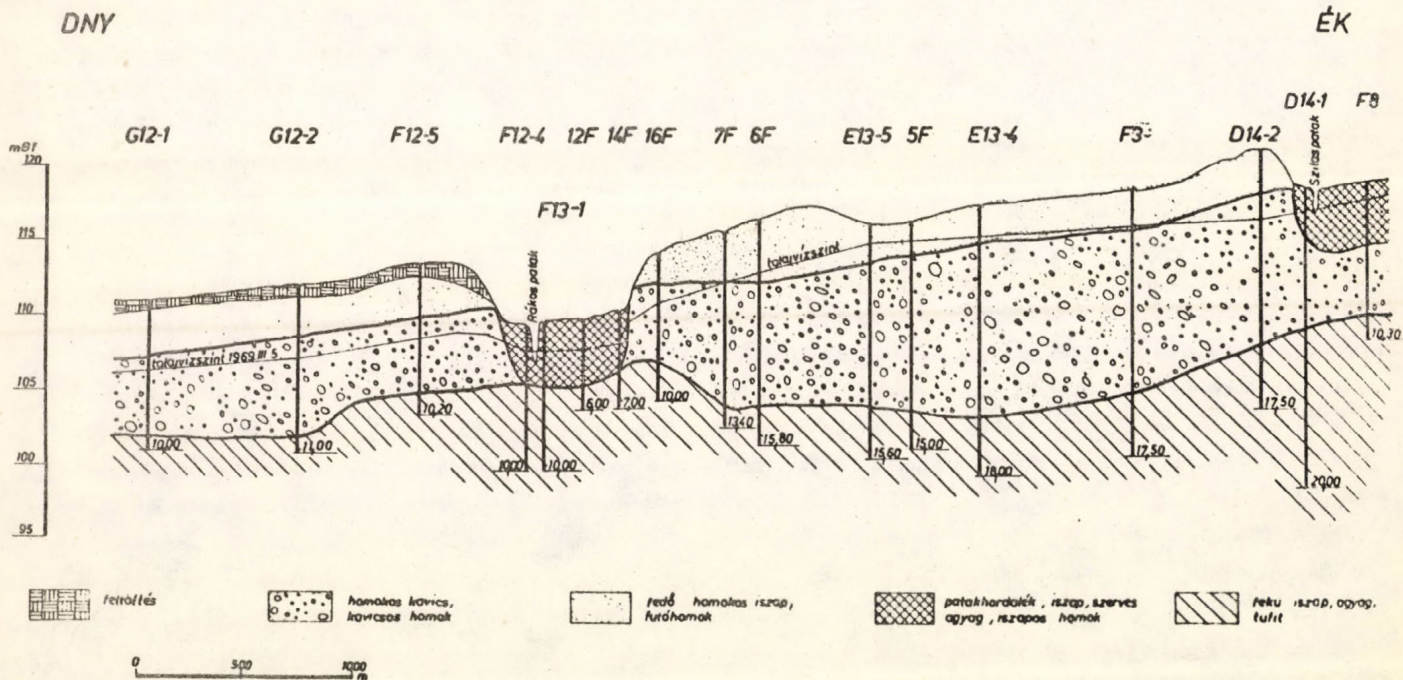 DNY
ÉK
G12-1 G12-2 F12-5 F12-4 12F 14F 16F 7F 6F E13-5 5F E13-4 F3- D14-2 D14-1 F8
F13-1
mBf
120
115
110
105
100
95
talajvízszint 1969 III 5
talajvízszint
patak
Szilas patak
10,00
11,00
10,20
10,00
10,00
6,00
7,00
10,00
13,40
15,80
15,60
15,00
18,00
17,50
17,50
20,00
10,30
feltöltés
homokos kavics,
kavicsos homok
fedő homokos iszap,
futóhomok
patakhordalék, iszap, szerves
agyag, iszapos homok
fekü iszap, agyag,
tufit
0 500 1000
m